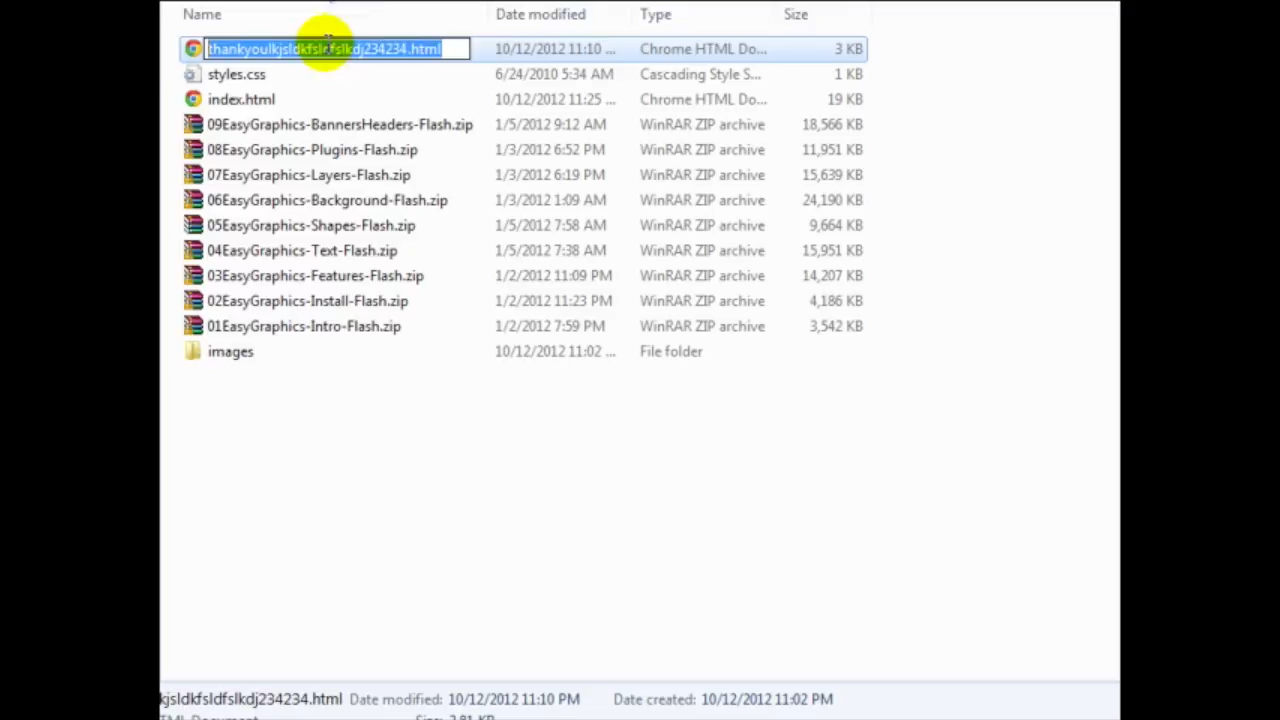 Name Date modified Type Size
thankyoulkjsldkfsldfslkdj234234.html 10/12/2012 11:10 ... Chrome HTML Do... 3 KB
styles.css 6/24/2010 5:34 AM Cascading Style S... 1 KB
index.html 10/12/2012 11:25 ... Chrome HTML Do... 19 KB
09EasyGraphics-BannersHeaders-Flash.zip 1/5/2012 9:12 AM WinRAR ZIP archive 18,566 KB
08EasyGraphics-Plugins-Flash.zip 1/3/2012 6:52 PM WinRAR ZIP archive 11,951 KB
07EasyGraphics-Layers-Flash.zip 1/3/2012 6:19 PM WinRAR ZIP archive 15,639 KB
06EasyGraphics-Background-Flash.zip 1/3/2012 1:09 AM WinRAR ZIP archive 24,190 KB
05EasyGraphics-Shapes-Flash.zip 1/5/2012 7:58 AM WinRAR ZIP archive 9,664 KB
04EasyGraphics-Text-Flash.zip 1/5/2012 7:38 AM WinRAR ZIP archive 15,951 KB
03EasyGraphics-Features-Flash.zip 1/2/2012 11:09 PM WinRAR ZIP archive 14,207 KB
02EasyGraphics-Install-Flash.zip 1/2/2012 11:23 PM WinRAR ZIP archive 4,186 KB
01EasyGraphics-Intro-Flash.zip 1/2/2012 7:59 PM WinRAR ZIP archive 3,542 KB
images 10/12/2012 11:02 ... File folder
kjsldkfsldfslkdj234234.html Date modified: 10/12/2012 11:10 PM Date created: 10/12/2012 11:02 PM